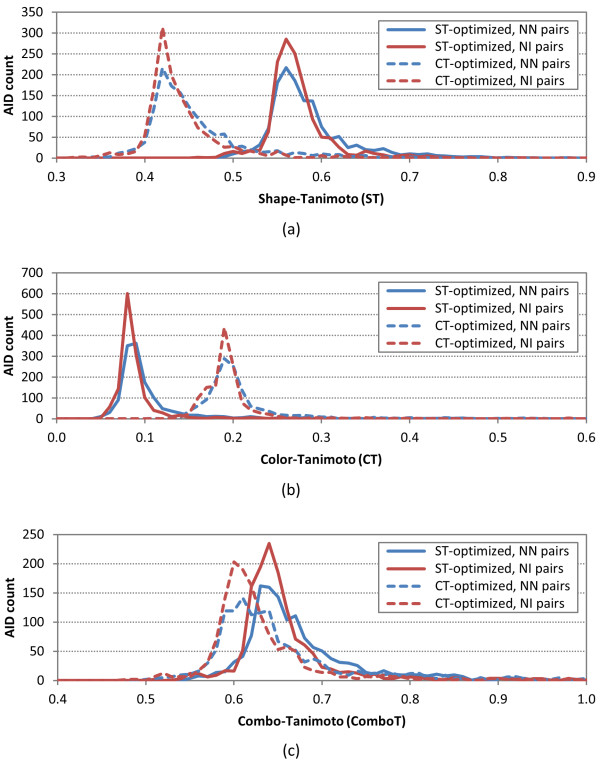 350
300
250
200
150
100
50
0
AID count
ST-optimized, NN pairs
ST-optimized, NI pairs
CT-optimized, NN pairs
CT-optimized, NI pairs
0.3 0.4 0.5 0.6 0.7 0.8 0.9
Shape-Tanimoto (ST)
(a)
700
600
500
400
300
200
100
0
AID count
ST-optimized, NN pairs
ST-optimized, NI pairs
CT-optimized, NN pairs
CT-optimized, NI pairs
0.0 0.1 0.2 0.3 0.4 0.5 0.6
Color-Tanimoto (CT)
(b)
250
200
150
100
50
0
AID count
ST-optimized, NN pairs
ST-optimized, NI pairs
CT-optimized, NN pairs
CT-optimized, NI pairs
0.4 0.5 0.6 0.7 0.8 0.9 1.0
Combo-Tanimoto (ComboT)
(c)